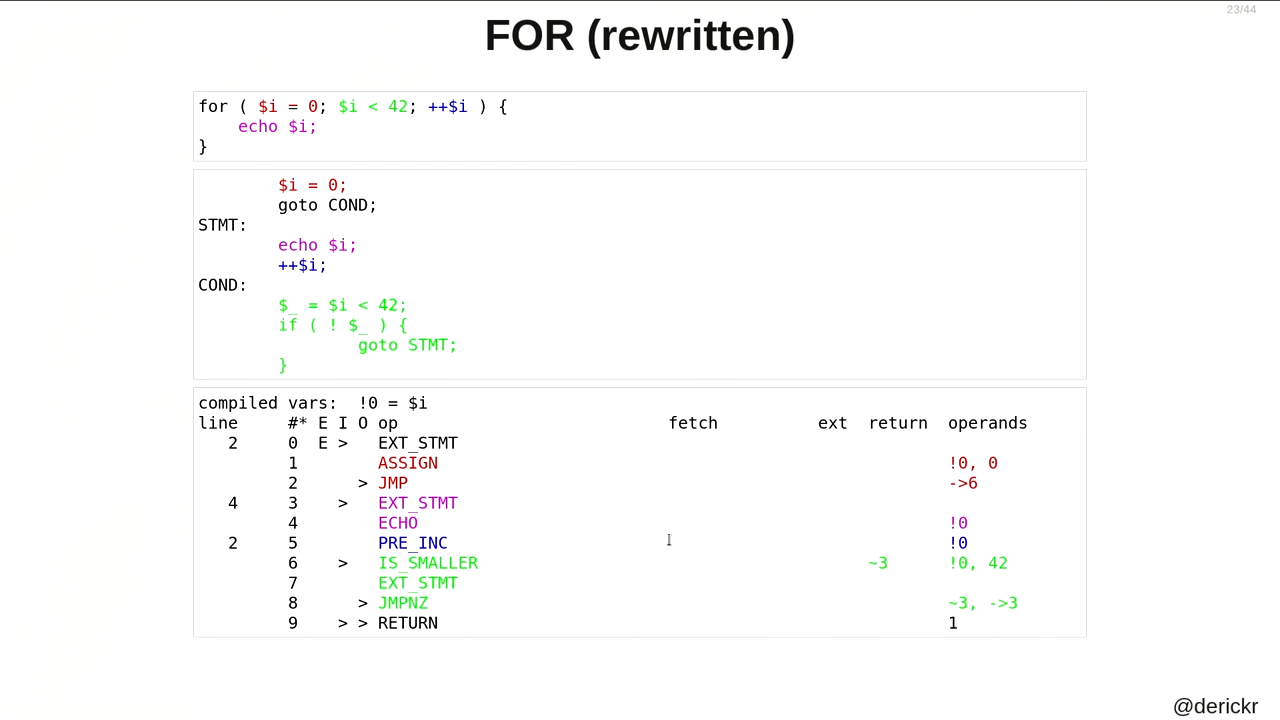 23/44
FOR (rewritten)
for ( $i = 0; $i < 42; ++$i ) {
    echo $i;
}
        $i = 0;
        goto COND;
STMT:
        echo $i;
        ++$i;
COND:
        $_ = $i < 42;
        if ( ! $_ ) {
                goto STMT;
        }
compiled vars:  !0 = $i
line     #* E I O op                           fetch          ext  return  operands
   2     0  E >   EXT_STMT
         1        ASSIGN                                                   !0, 0
         2      > JMP                                                      ->6
   4     3    >   EXT_STMT
         4        ECHO                                                     !0
   2     5        PRE_INC                                                  !0
         6    >   IS_SMALLER                                       ~3      !0, 42
         7        EXT_STMT
         8      > JMPNZ                                                    ~3, ->3
         9    > > RETURN                                                   1
@derickr